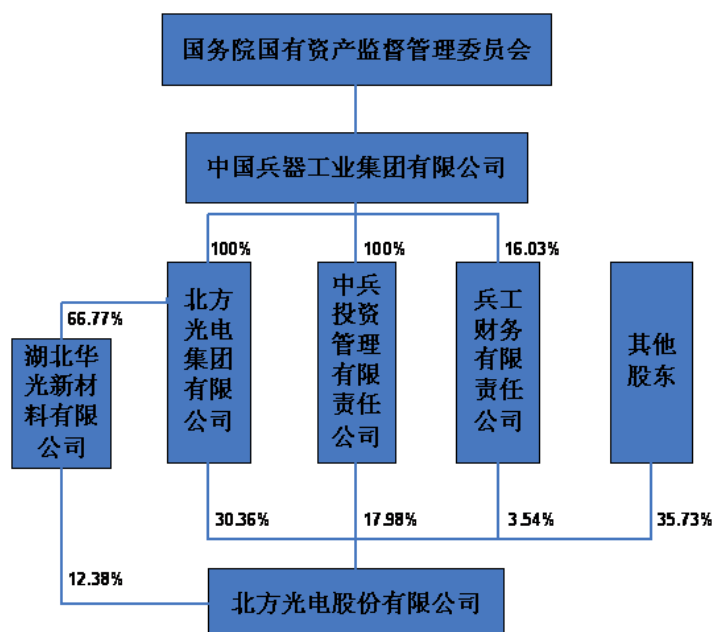 国务院国有资产监督管理委员会
中国兵器工业集团有限公司
100%
100%
16.03%
66.77%
湖北华
光新材
料有限
公司
北方
光电
集团
有限
公司
中兵
投资
管理
有限
责任
公司
兵工
财务
有限
责任
公司
其他
股东
30.36%
17.98%
3.54%
35.73%
12.38%
北方光电股份有限公司